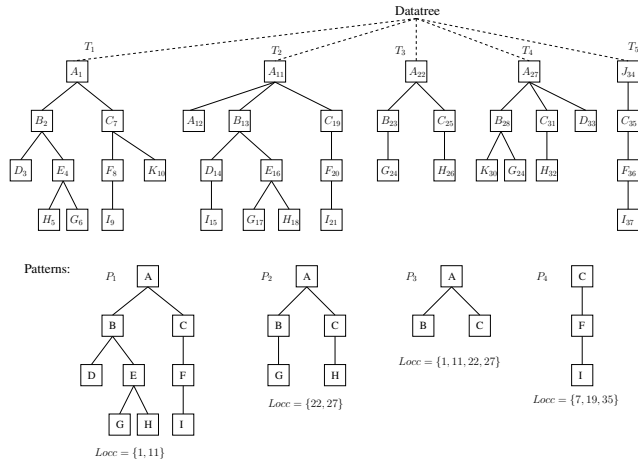 Datatree
T1 T2 T3 T4 T5
A1 A11 A22 A27 J34
B2 C7 A12 B13 C19 B23 C25 B28 C31 D33 C35
D3 E4 F8 K10 D14 E16 F20 G24 H26 K30 G24 H32 F36
H5 G6 I9 I15 G17 H18 I21 I37
Patterns:
P1 A P2 A P3 A P4 C
B C B C B C F
D E F G H I
G H I
Locc = {1, 11, 22, 27}
Locc = {22, 27}
Locc = {7, 19, 35}
Locc = {1, 11}